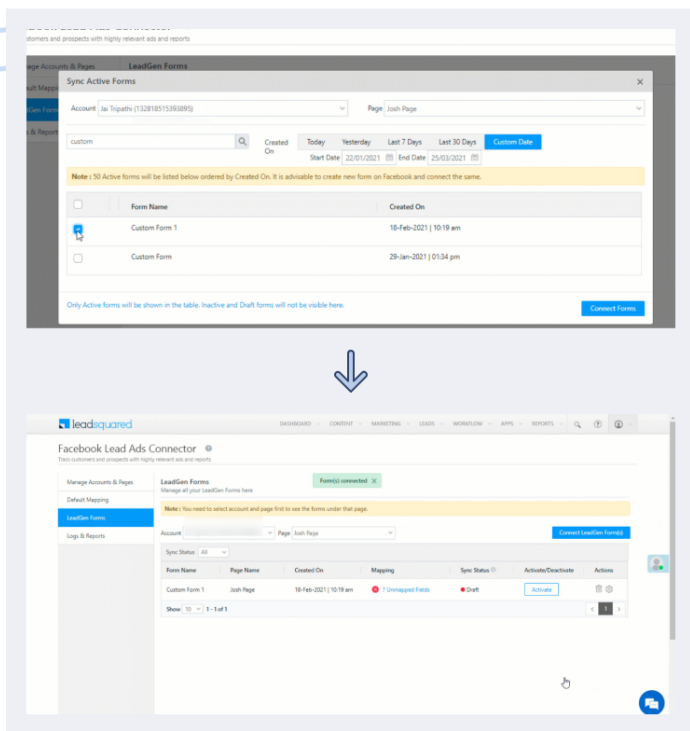 stomers and prospects with highly relevant ads and reports
age Accounts & Pages
LeadGen Forms
ult Mappi
Gen Form
& Report
Sync Active Forms ×
Account Jai Tripathi (132818515393895) Page Josh Page
custom
Created On Today Yesterday Last 7 Days Last 30 Days Custom Date
Start Date 22/01/2021 End Date 25/03/2021
Note : 50 Active forms will be listed below ordered by Created On. It is advisable to create new form on Facebook and connect the same.
Form Name Created On
Custom Form 1 18-Feb-2021 | 10:19 am
Custom Form 29-Jan-2021 | 01:34 pm
Only Active forms will be shown in the table. Inactive and Draft forms will not be visible here.
Connect Forms
leadsquared DASHBOARD CONTENT MARKETING LEADS WORKFLOW APPS REPORTS
Facebook Lead Ads Connector
Track customers and prospects with highly relevant ads and reports
Manage Accounts & Pages
Default Mapping
LeadGen Forms
Logs & Reports
LeadGen Forms
Manage all your LeadGen Forms here
Form(s) connected ×
Note : You need to select account and page first to see the forms under that page.
Account Page Josh Page Connect LeadGen Form(s)
Sync Status All
Form Name Page Name Created On Mapping Sync Status Activate/Deactivate Actions
Custom Form 1 Josh Page 18-Feb-2021 | 10:19 am 7 Unmapped Fields Draft Activate
Show 10 1 - 1 of 1 < 1 >